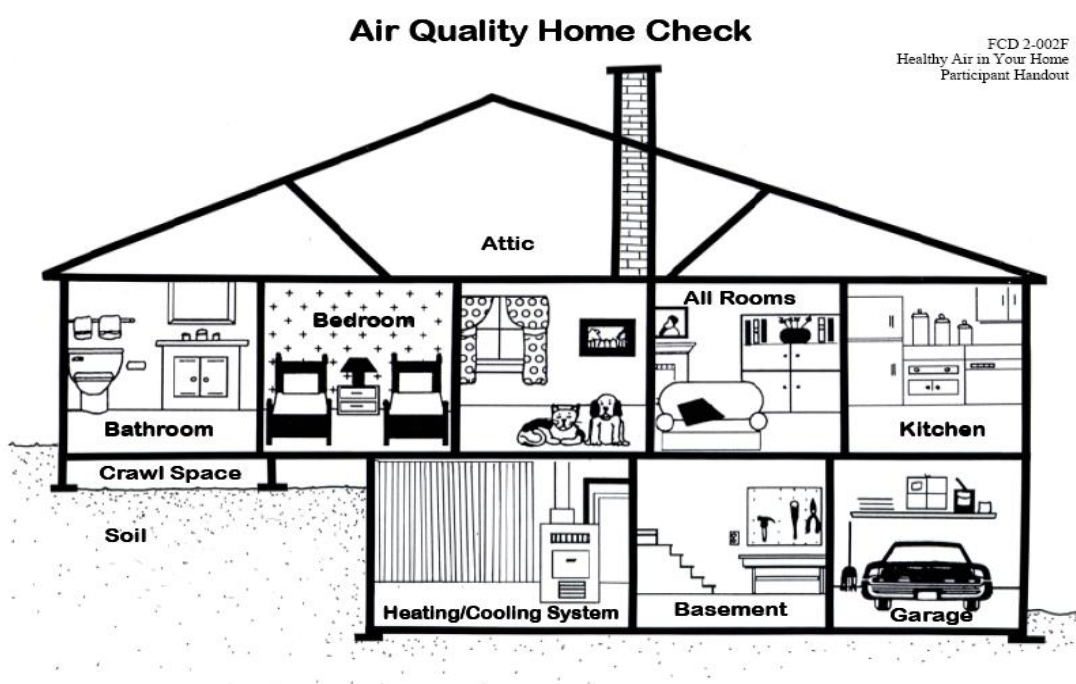 Air Quality Home Check
FCD 2-002F
Healthy Air in Your Home
Participant Handout
Attic
All Rooms
Bedroom
Bathroom
Kitchen
Crawl Space
Soil
Heating/Cooling System
Basement
Garage